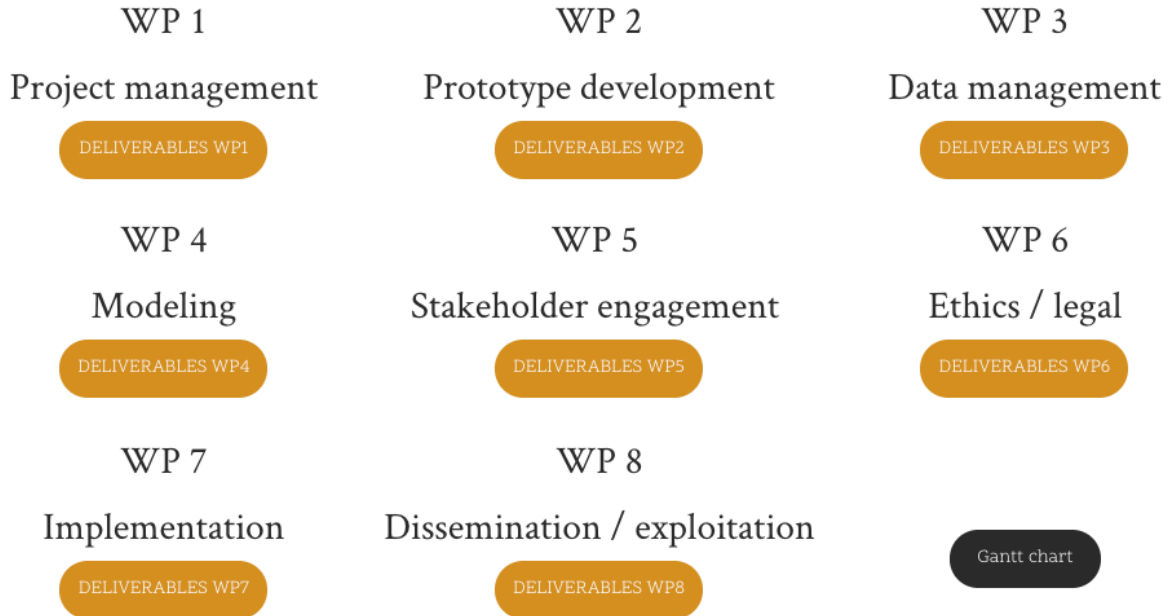 WP 1
Project management
DELIVERABLES WP1
WP 2
Prototype development
DELIVERABLES WP2
WP 3
Data management
DELIVERABLES WP3
WP 4
Modeling
DELIVERABLES WP4
WP 5
Stakeholder engagement
DELIVERABLES WP5
WP 6
Ethics / legal
DELIVERABLES WP6
WP 7
Implementation
DELIVERABLES WP7
WP 8
Dissemination / exploitation
DELIVERABLES WP8
Gantt chart